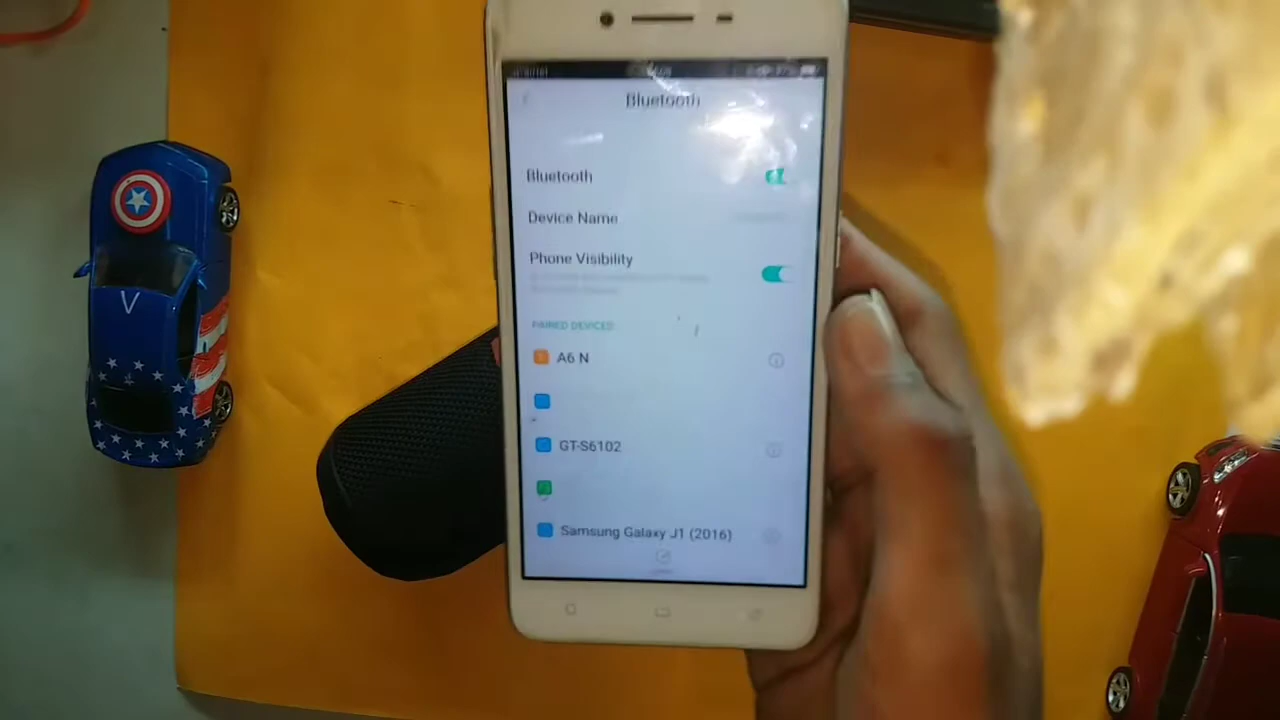 Bluetooth
Bluetooth
Device Name
Phone Visibility
PAIRED DEVICES:
A6 N
GT-S6102
Samsung Galaxy J1 (2016)
V